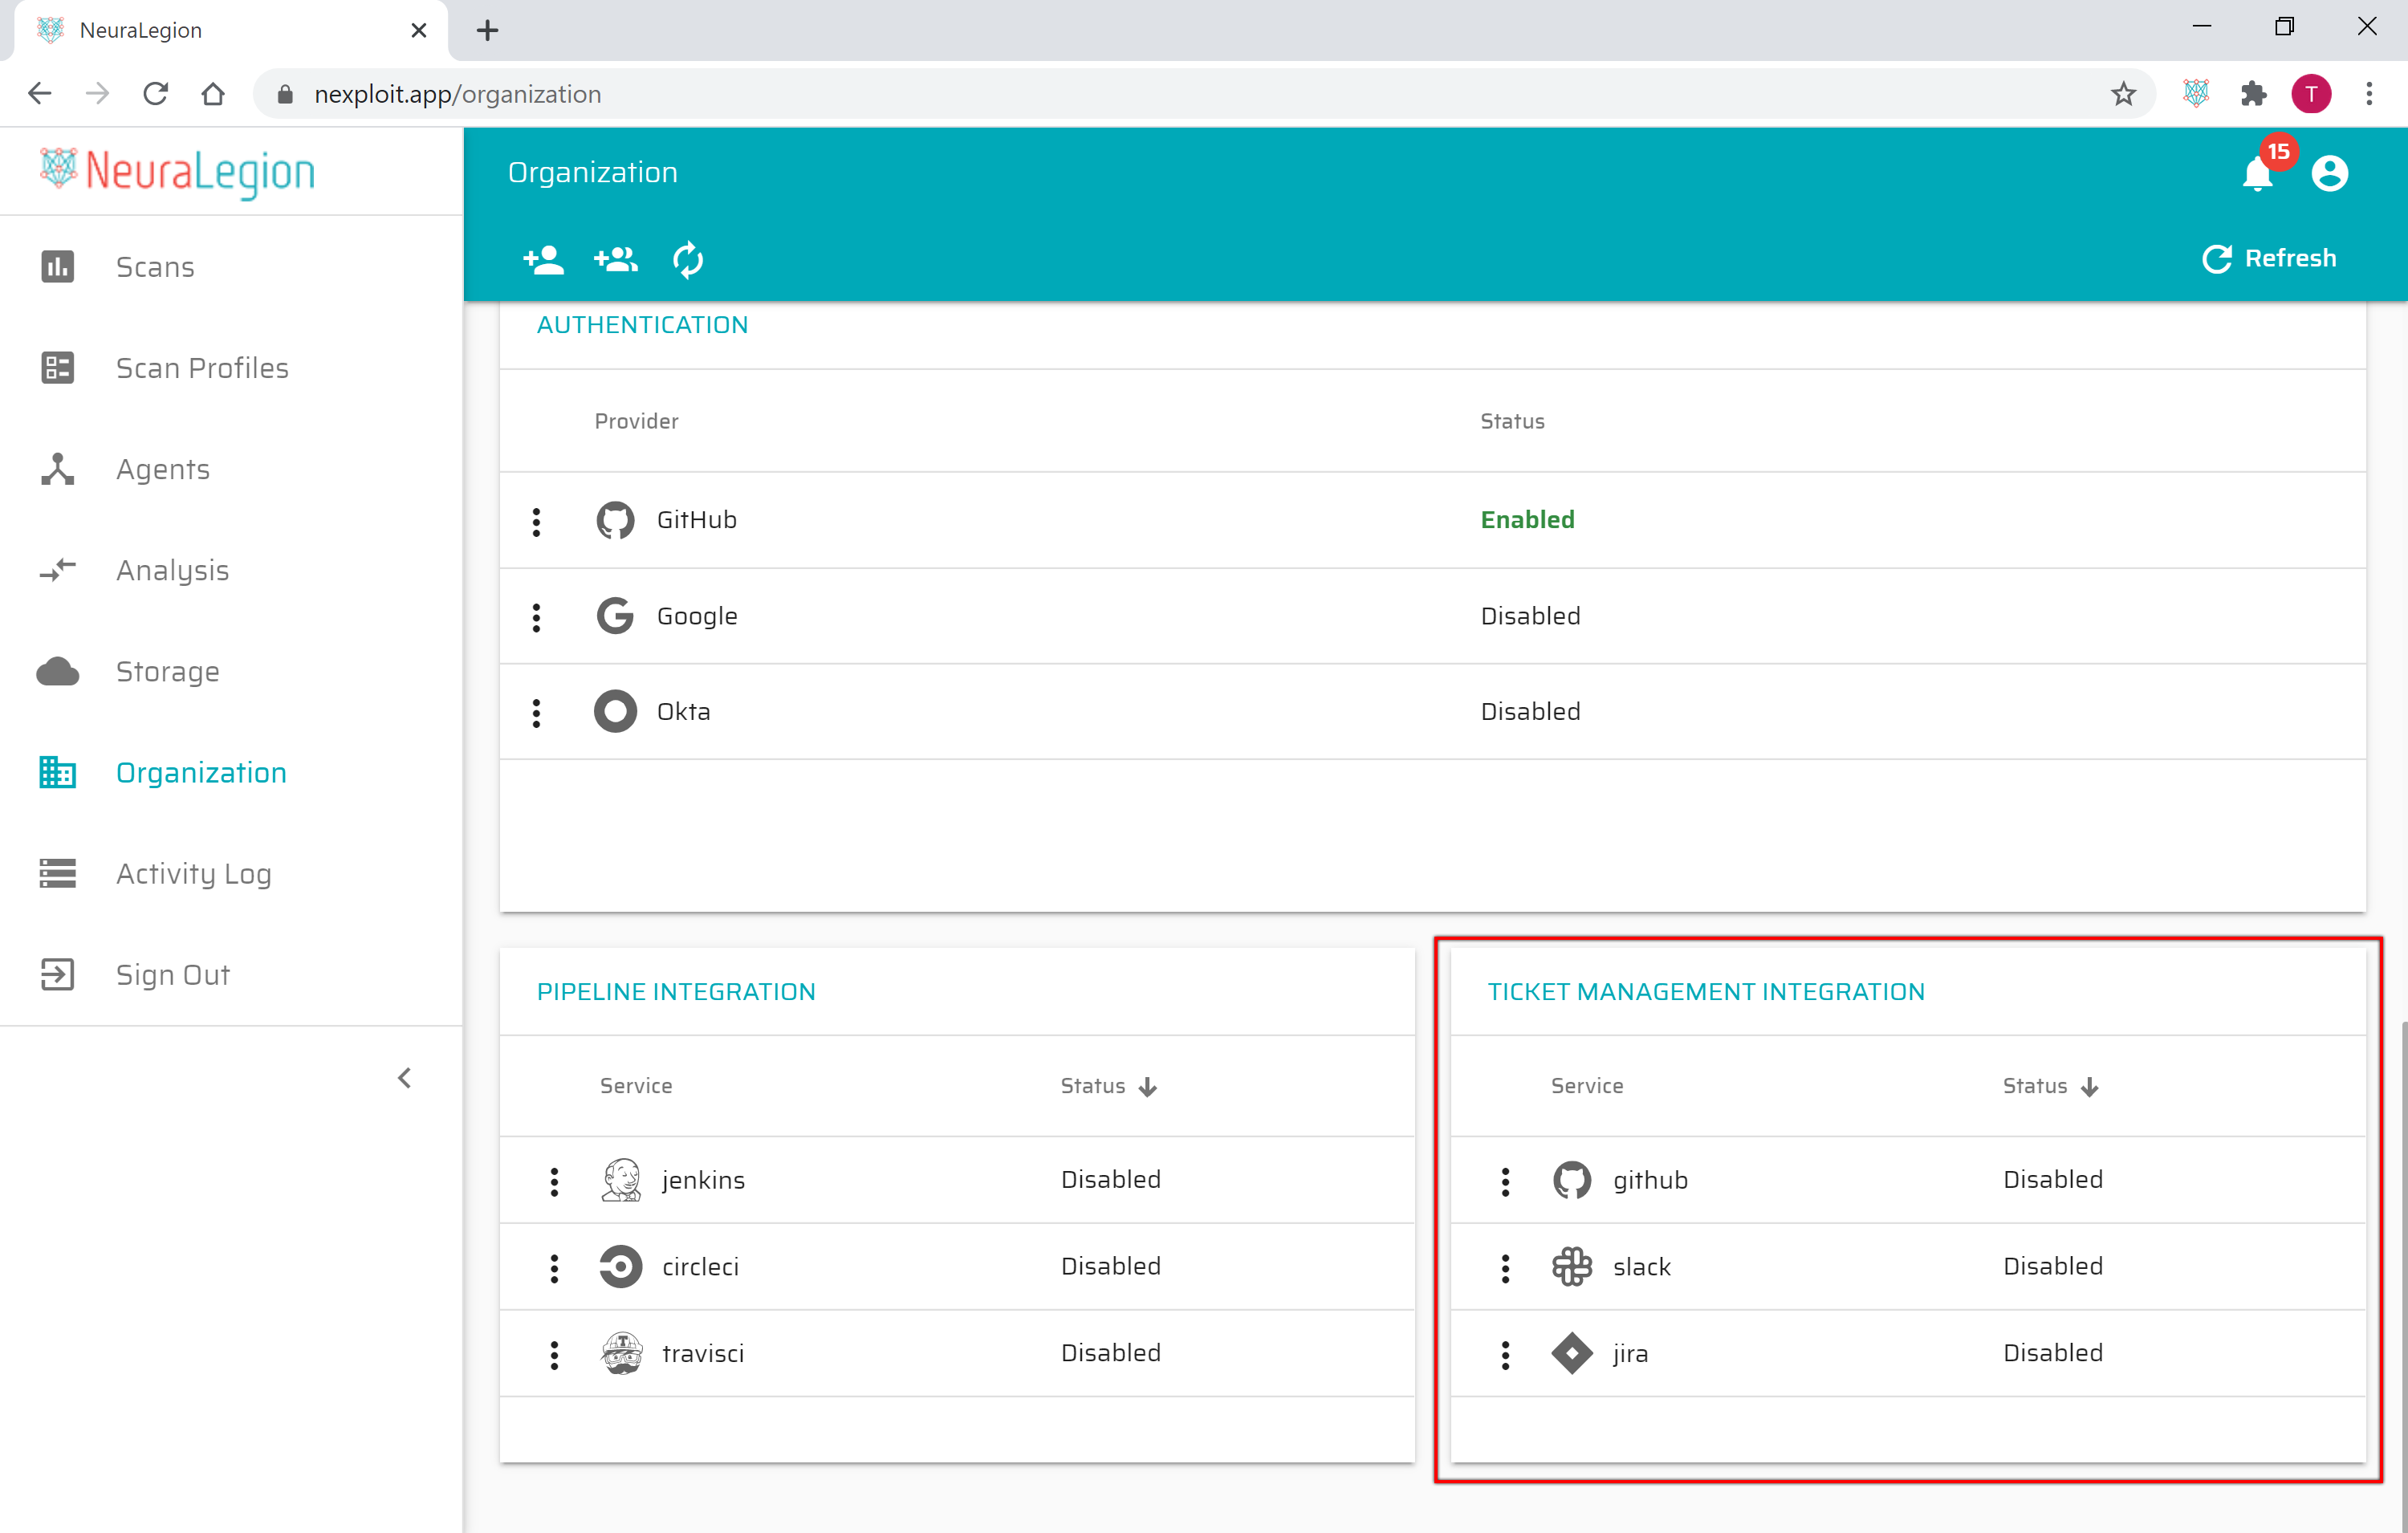 NeuraLegion
nexploit.app/organization
T
NeuraLegion
Organization
15
Refresh
Scans
Scan Profiles
Agents
Analysis
Storage
Organization
Activity Log
Sign Out
AUTHENTICATION
Provider Status
GitHub Enabled
Google Disabled
Okta Disabled
PIPELINE INTEGRATION
Service Status
jenkins Disabled
circleci Disabled
travisci Disabled
TICKET MANAGEMENT INTEGRATION
Service Status
github Disabled
slack Disabled
jira Disabled